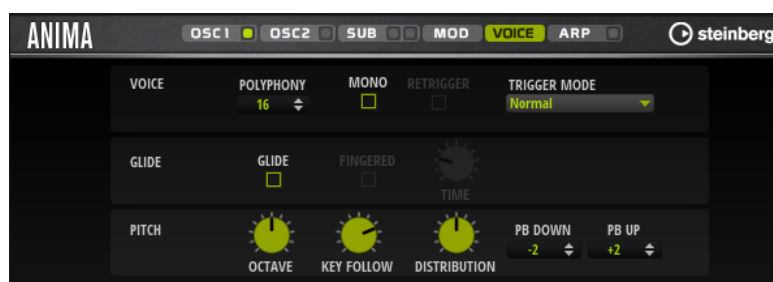 ANIMA OSC1 OSC2 SUB MOD VOICE ARP steinberg
VOICE POLYPHONY MONO RETRIGGER TRIGGER MODE
16 Normal
GLIDE GLIDE FINGERED
TIME
PITCH PB DOWN PB UP
-2 +2
OCTAVE KEY FOLLOW DISTRIBUTION